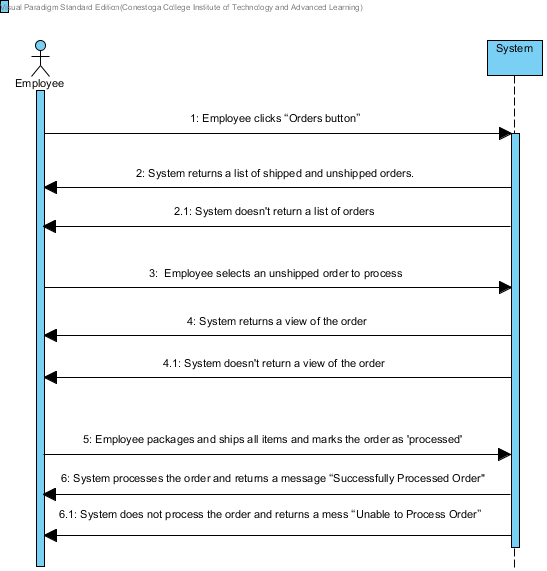 Visual Paradigm Standard Edition(Conestoga College Institute of Technology and Advanced Learning)
System
Employee
1: Employee clicks “Orders button”
2: System returns a list of shipped and unshipped orders.
2.1: System doesn't return a list of orders
3: Employee selects an unshipped order to process
4: System returns a view of the order
4.1: System doesn't return a view of the order
5: Employee packages and ships all items and marks the order as 'processed'
6: System processes the order and returns a message “Successfully Processed Order"
6.1: System does not process the order and returns a mess “Unable to Process Order”